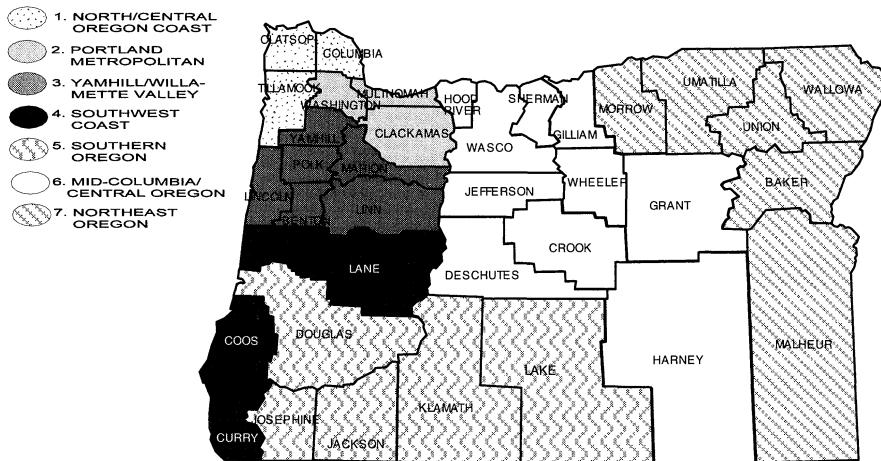 1. NORTH/CENTRAL
OREGON COAST
2. PORTLAND
METROPOLITAN
3. YAMHILL/WILLA-
METTE VALLEY
4. SOUTHWEST
COAST
5. SOUTHERN
OREGON
6. MID-COLUMBIA/
CENTRAL OREGON
7. NORTHEAST
OREGON
CLATSOP
COLUMBIA
TILLAMOOK
WASHINGTON
MULTNOMAH
HOOD
RIVER
SHERMAN
GILLIAM
MORROW
UMATILLA
WALLOWA
UNION
CLACKAMAS
WASCO
YAMHILL
POLK
MARION
JEFFERSON
WHEELER
GRANT
BAKER
LINCOLN
BENTON
LINN
LANE
CROOK
DESCHUTES
COOS
DOUGLAS
LAKE
HARNEY
MALHEUR
KLAMATH
CURRY
JOSEPHINE
JACKSON